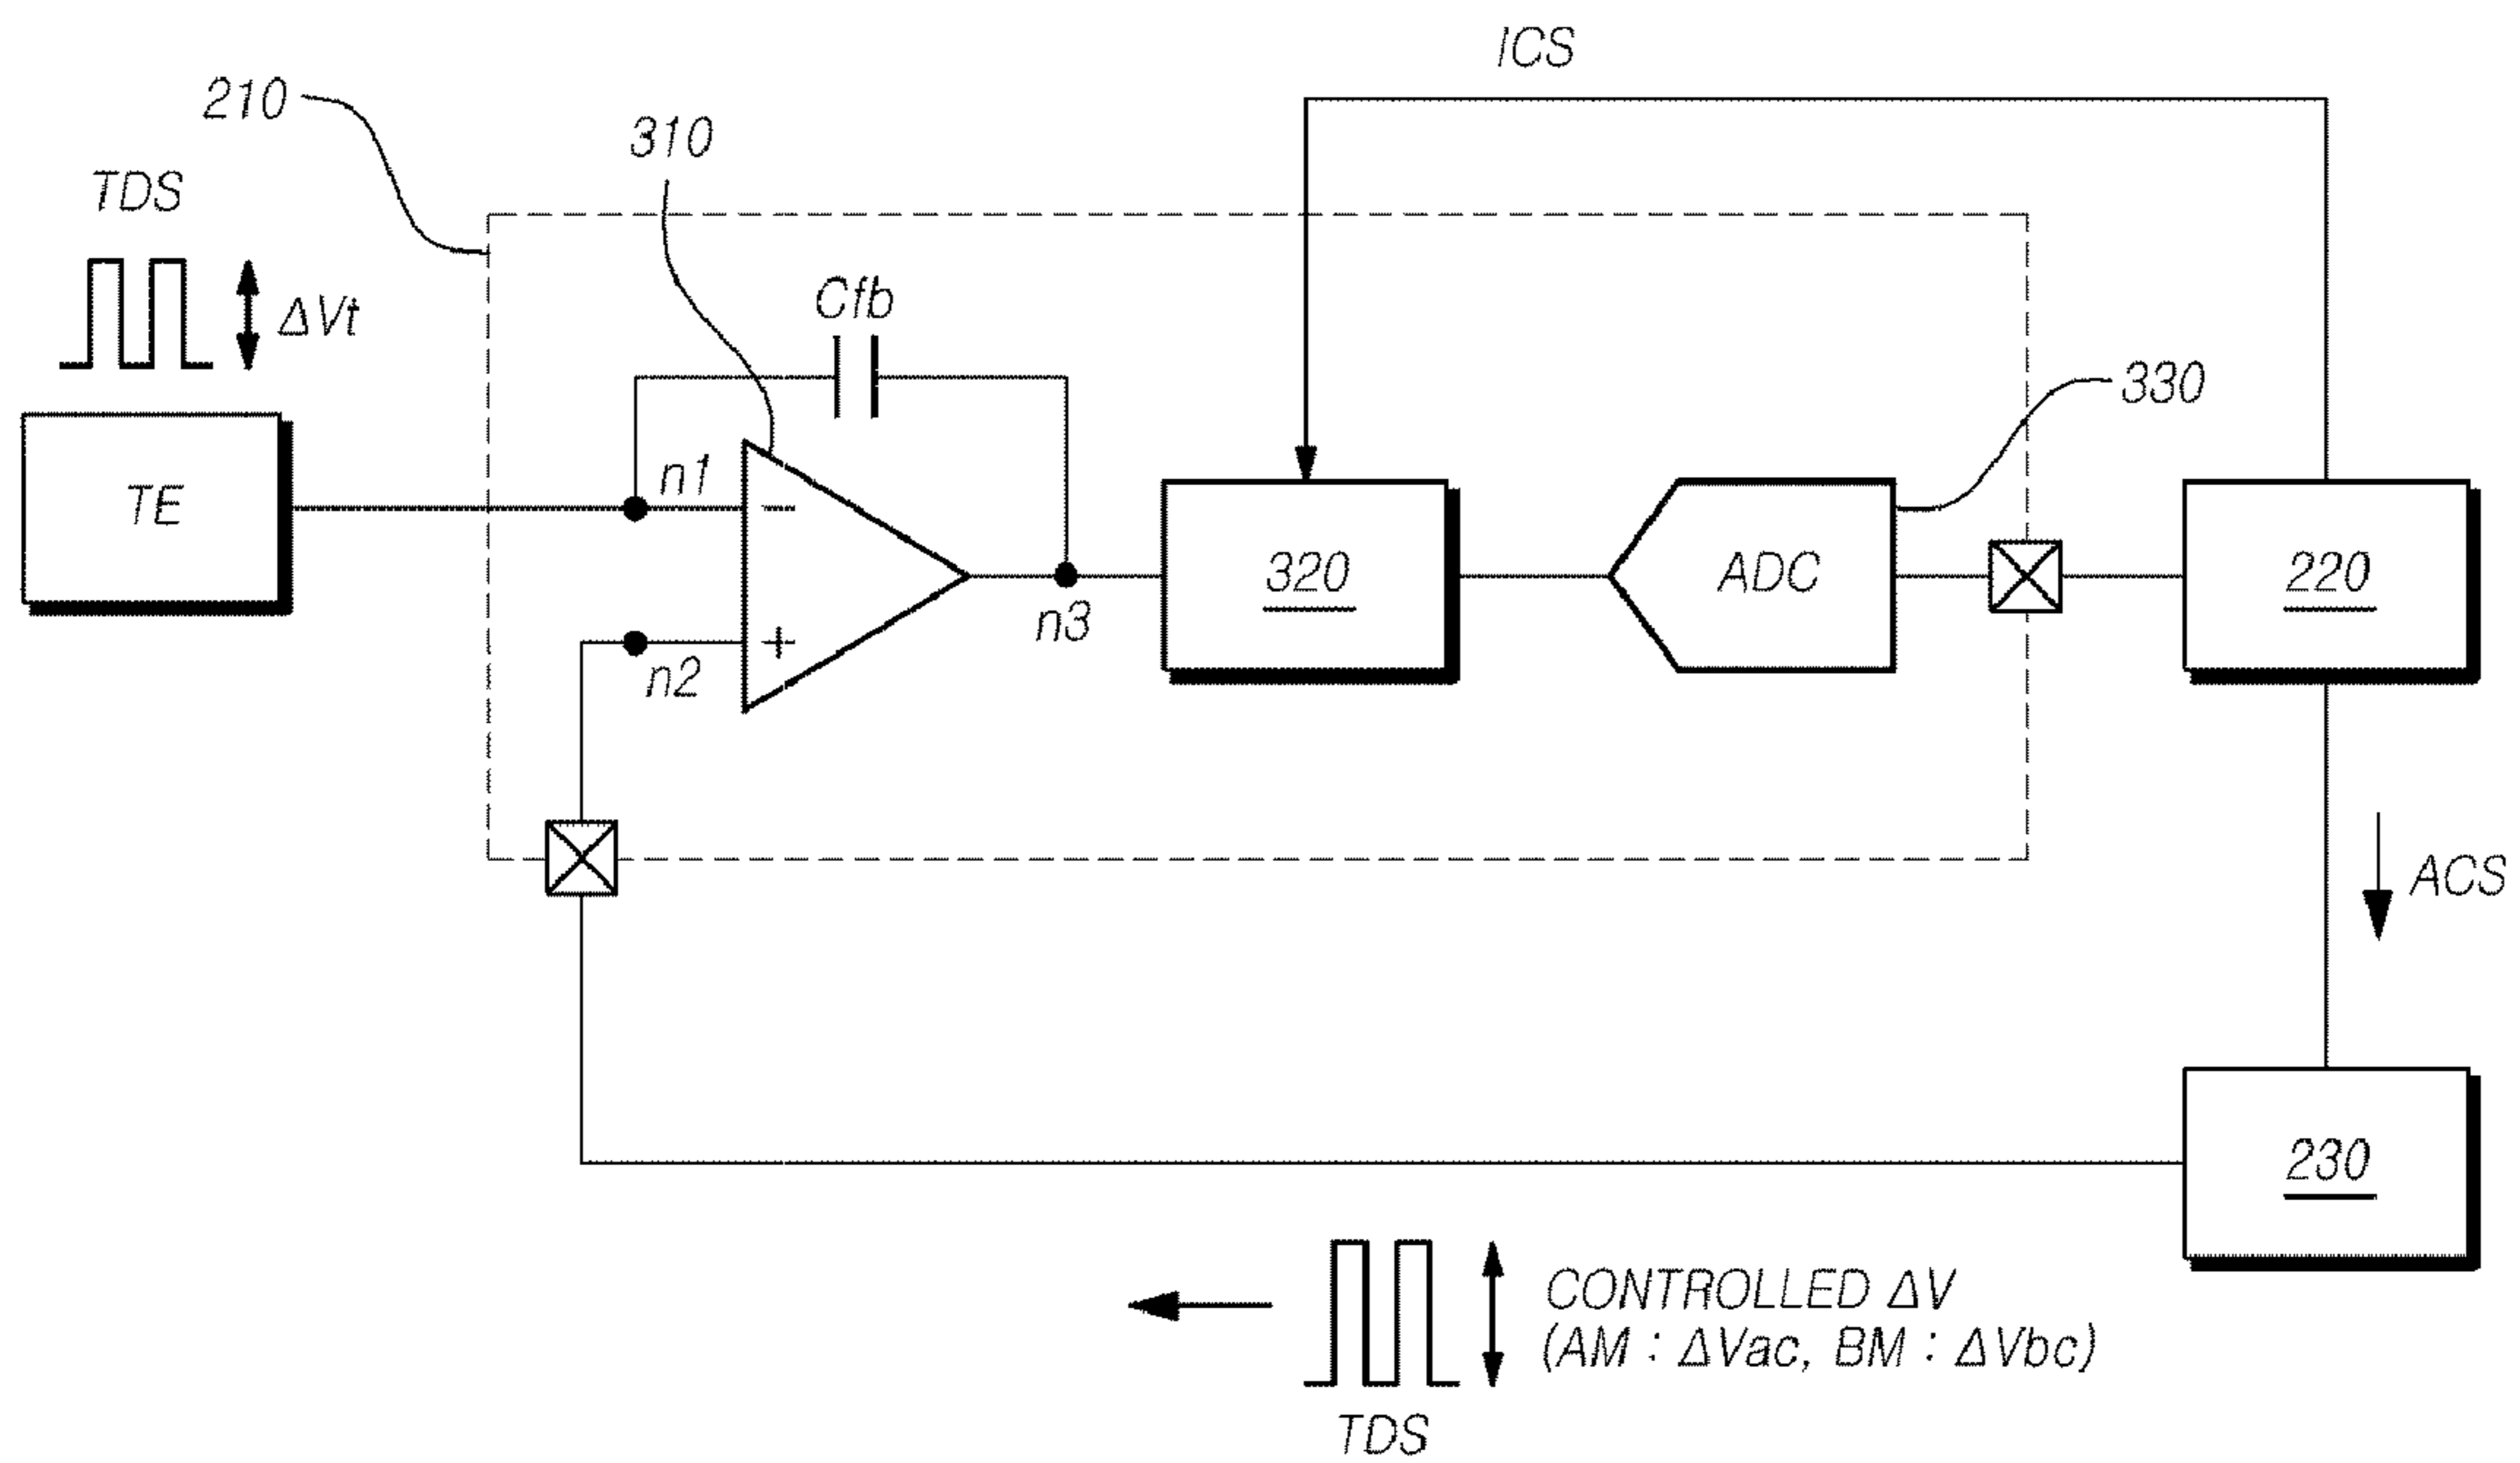 ICS
210
310
TDS
ΔVt
Cfb
330
TE
n1
-
320
ADC
220
n3
+
n2
ACS
230
CONTROLLED ΔV
(AM : ΔVac, BM : ΔVbc)
TDS